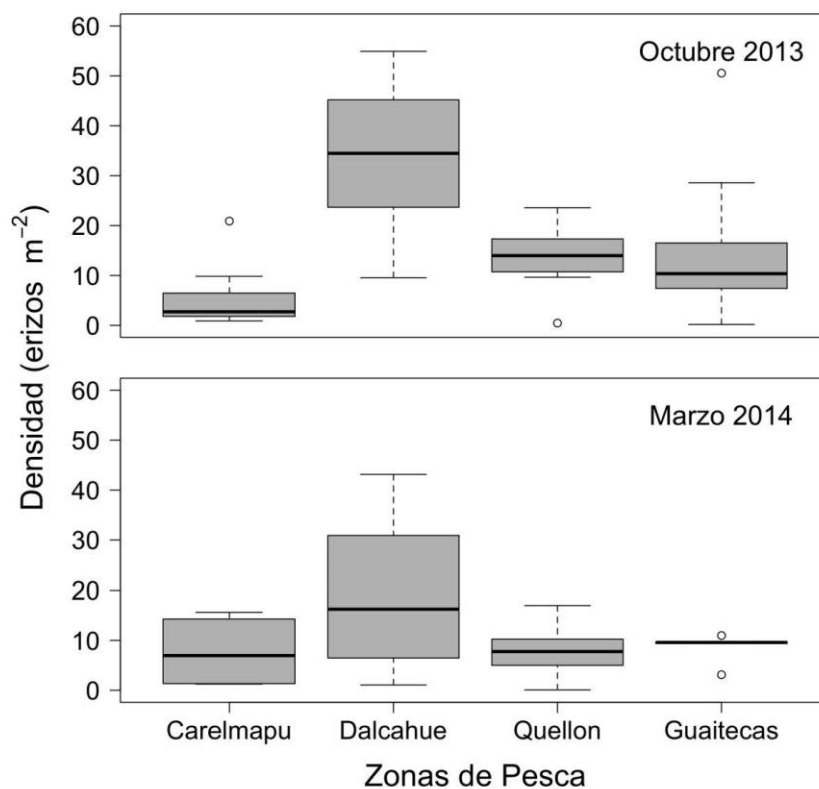 Densidad (erizos m⁻²)
Octubre 2013
60
50
40
30
20
10
0
Marzo 2014
60
50
40
30
20
10
0
Carelmapu Dalcahue Quellon Guaitecas
Zonas de Pesca